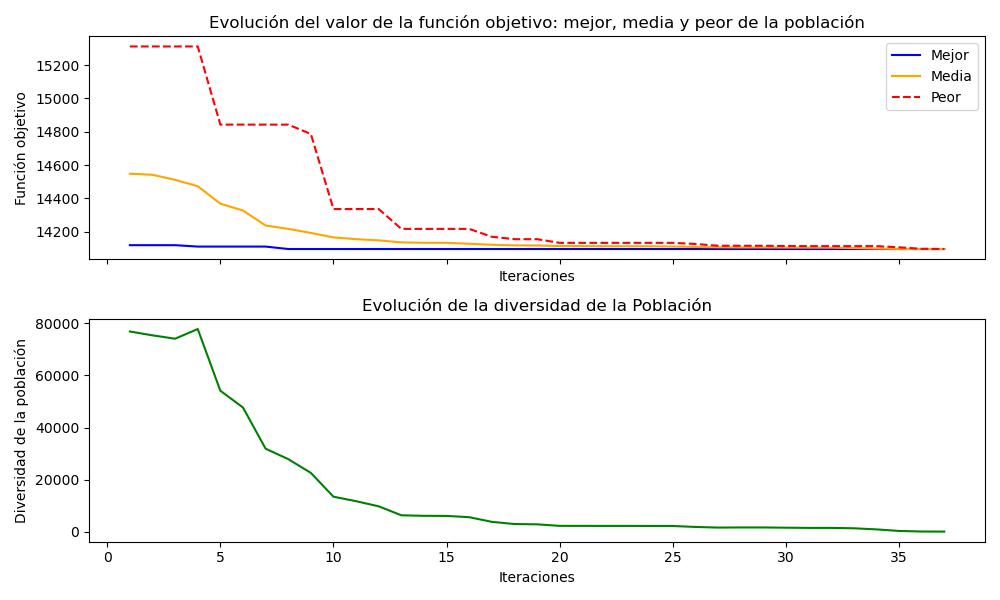 Evolución del valor de la función objetivo: mejor, media y peor de la población
Función objetivo
15200
15000
14800
14600
14400
14200
Mejor
Media
Peor
Iteraciones
Evolución de la diversidad de la Población
Diversidad de la población
80000
60000
40000
20000
0
0 5 10 15 20 25 30 35
Iteraciones